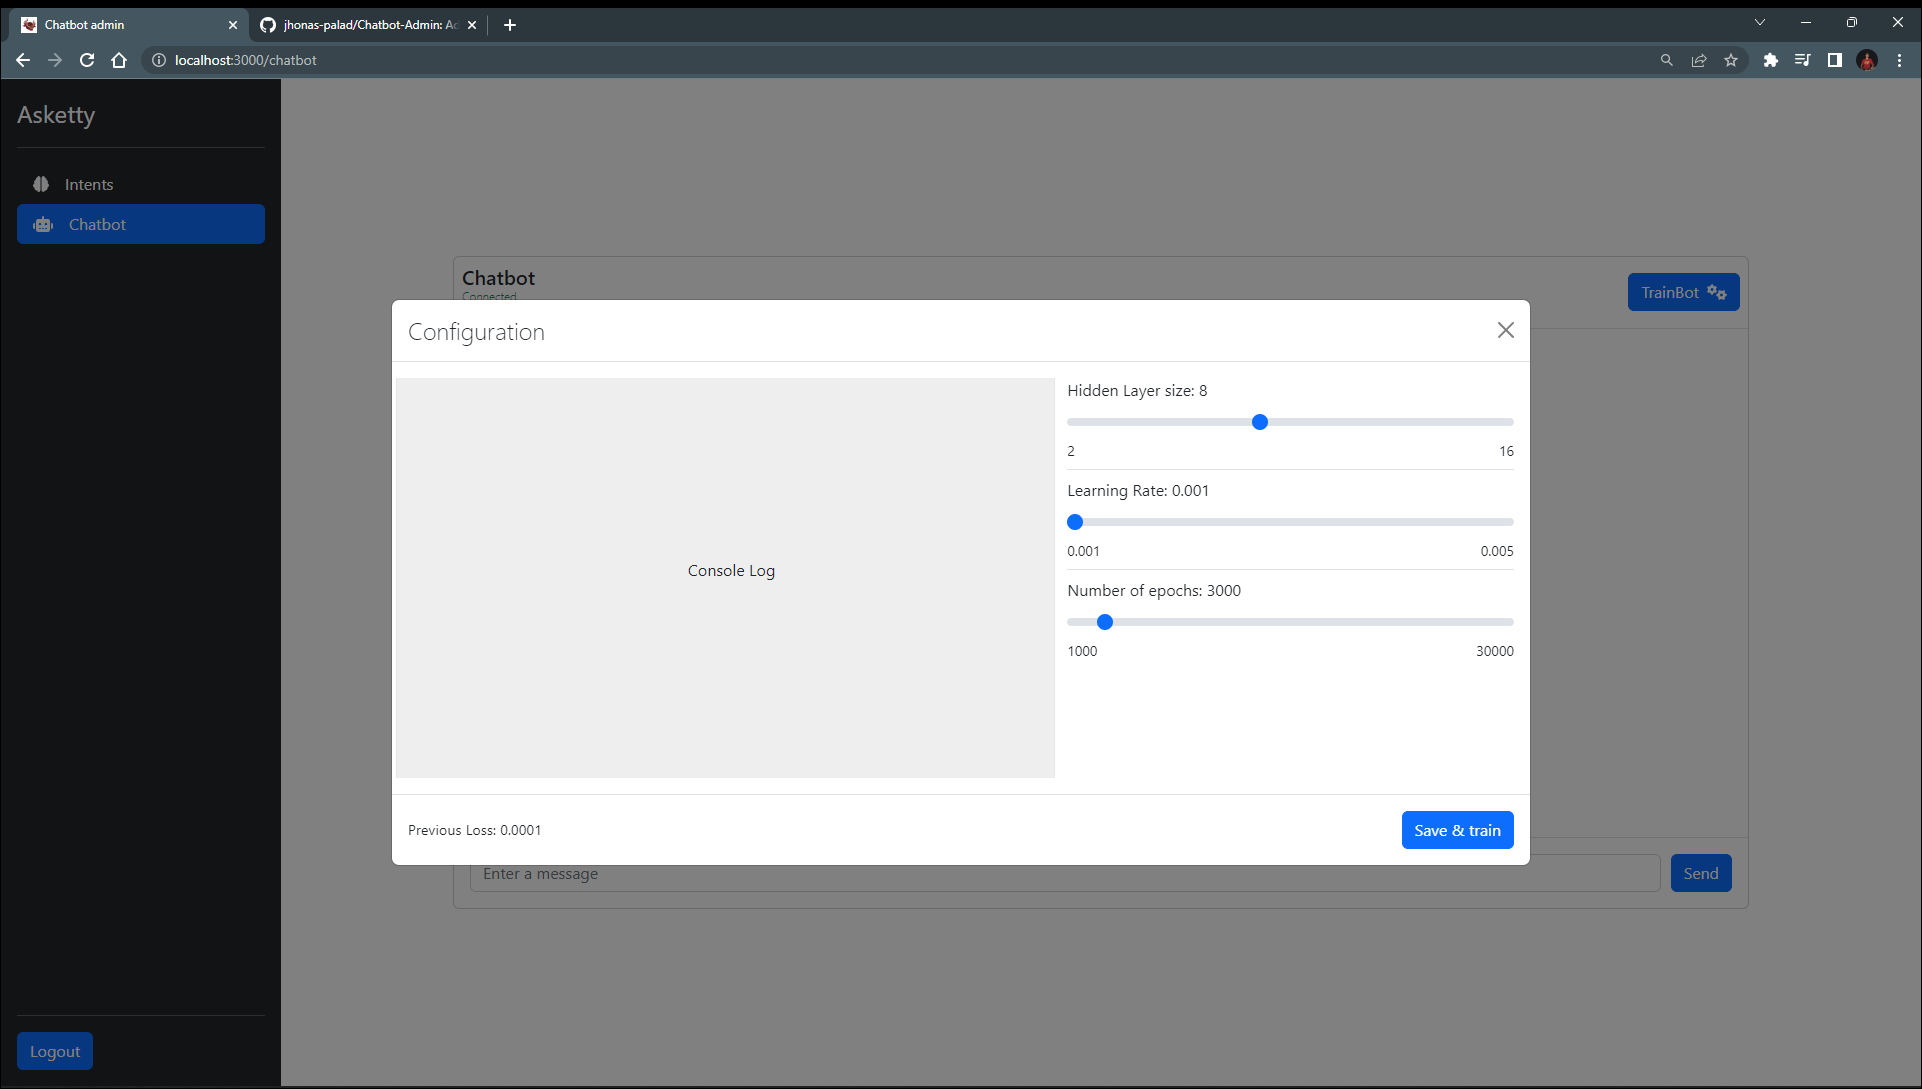 Chatbot admin
jhonas-palad/Chatbot-Admin: Ad
localhost:3000/chatbot
Asketty
Intents
Chatbot
Logout
Chatbot
Connected
TrainBot
Configuration
Console Log
Hidden Layer size: 8
2 16
Learning Rate: 0.001
0.001 0.005
Number of epochs: 3000
1000 30000
Previous Loss: 0.0001
Save & train
Enter a message
Send